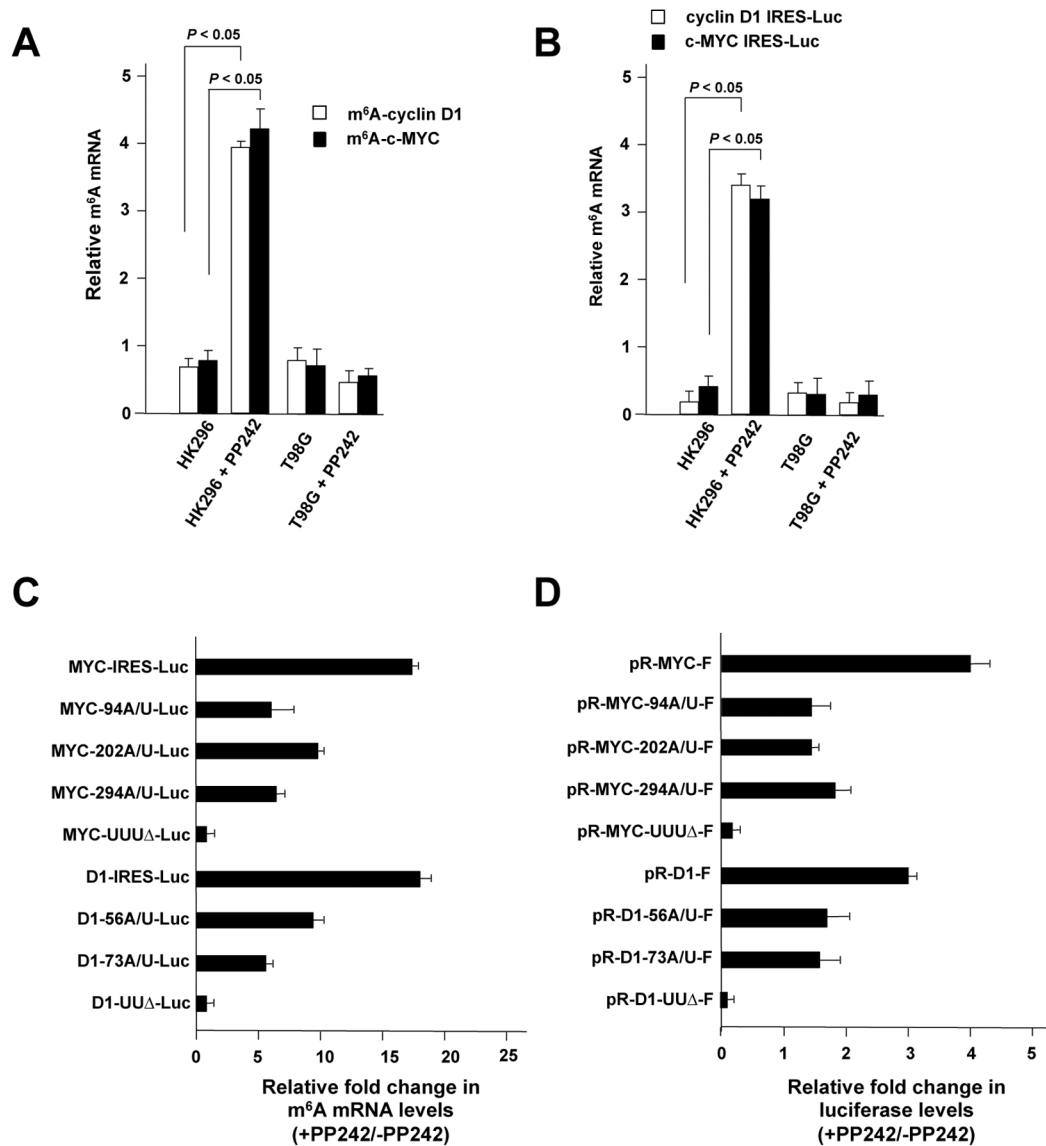 A
P < 0.05
P < 0.05
m⁶A-cyclin D1
m⁶A-c-MYC
Relative m⁶A mRNA
5
4
3
2
1
0
HK296
HK296 + PP242
T98G
T98G + PP242
B
cyclin D1 IRES-Luc
c-MYC IRES-Luc
P < 0.05
P < 0.05
Relative m⁶A mRNA
5
4
3
2
1
0
HK296
HK296 + PP242
T98G
T98G + PP242
C
MYC-IRES-Luc
MYC-94A/U-Luc
MYC-202A/U-Luc
MYC-294A/U-Luc
MYC-UUUΔ-Luc
D1-IRES-Luc
D1-56A/U-Luc
D1-73A/U-Luc
D1-UUΔ-Luc
0 5 10 15 20 25
Relative fold change in
m⁶A mRNA levels
(+PP242/-PP242)
D
pR-MYC-F
pR-MYC-94A/U-F
pR-MYC-202A/U-F
pR-MYC-294A/U-F
pR-MYC-UUUΔ-F
pR-D1-F
pR-D1-56A/U-F
pR-D1-73A/U-F
pR-D1-UUΔ-F
0 1 2 3 4 5
Relative fold change in
luciferase levels
(+PP242/-PP242)